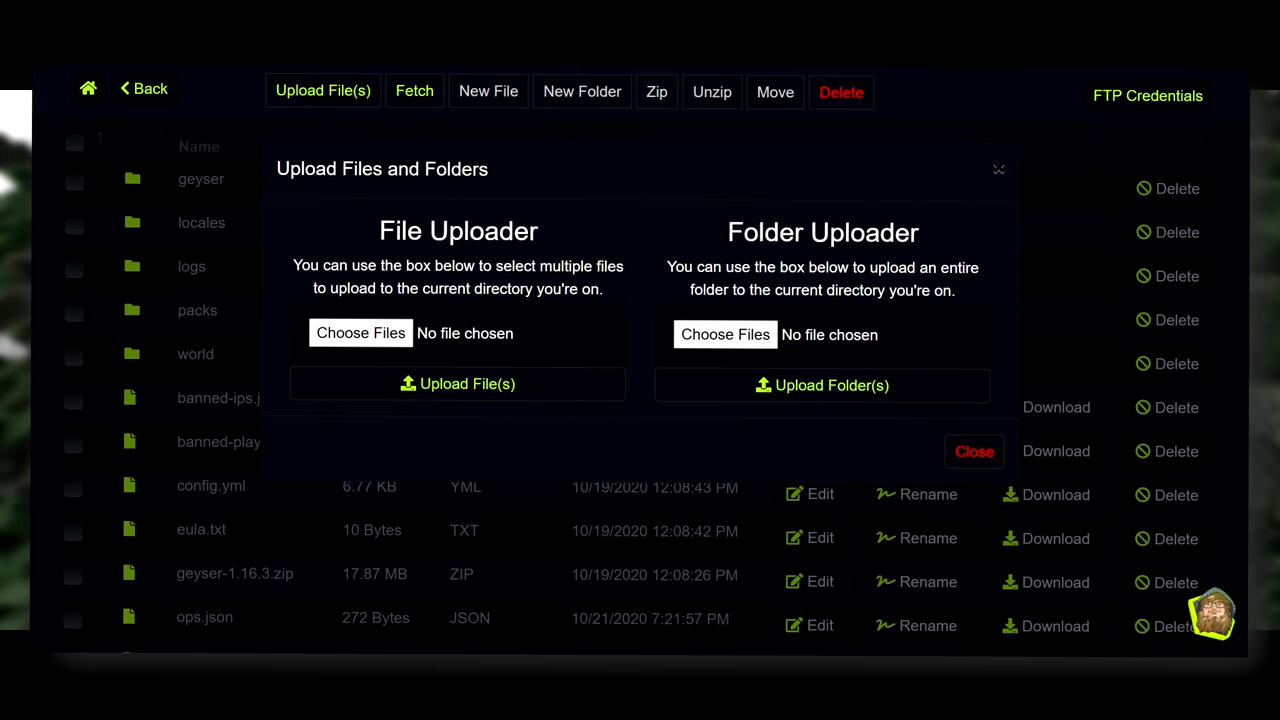 Back
Upload File(s) Fetch New File New Folder Zip Unzip Move Delete
FTP Credentials
Name
Upload Files and Folders
geyser Delete
locales Delete
logs Delete
packs Delete
world Delete
File Uploader
You can use the box below to select multiple files
to upload to the current directory you're on.
Choose Files No file chosen
Upload File(s)
Folder Uploader
You can use the box below to upload an entire
folder to the current directory you're on.
Choose Files No file chosen
Upload Folder(s)
Close
banned-ips.j Download Delete
banned-play Download Delete
config.yml 6.77 KB YML 10/19/2020 12:08:43 PM Edit Rename Download Delete
eula.txt 10 Bytes TXT 10/19/2020 12:08:42 PM Edit Rename Download Delete
geyser-1.16.3.zip 17.87 MB ZIP 10/19/2020 12:08:26 PM Edit Rename Download Delete
ops.json 272 Bytes JSON 10/21/2020 7:21:57 PM Edit Rename Download Delete